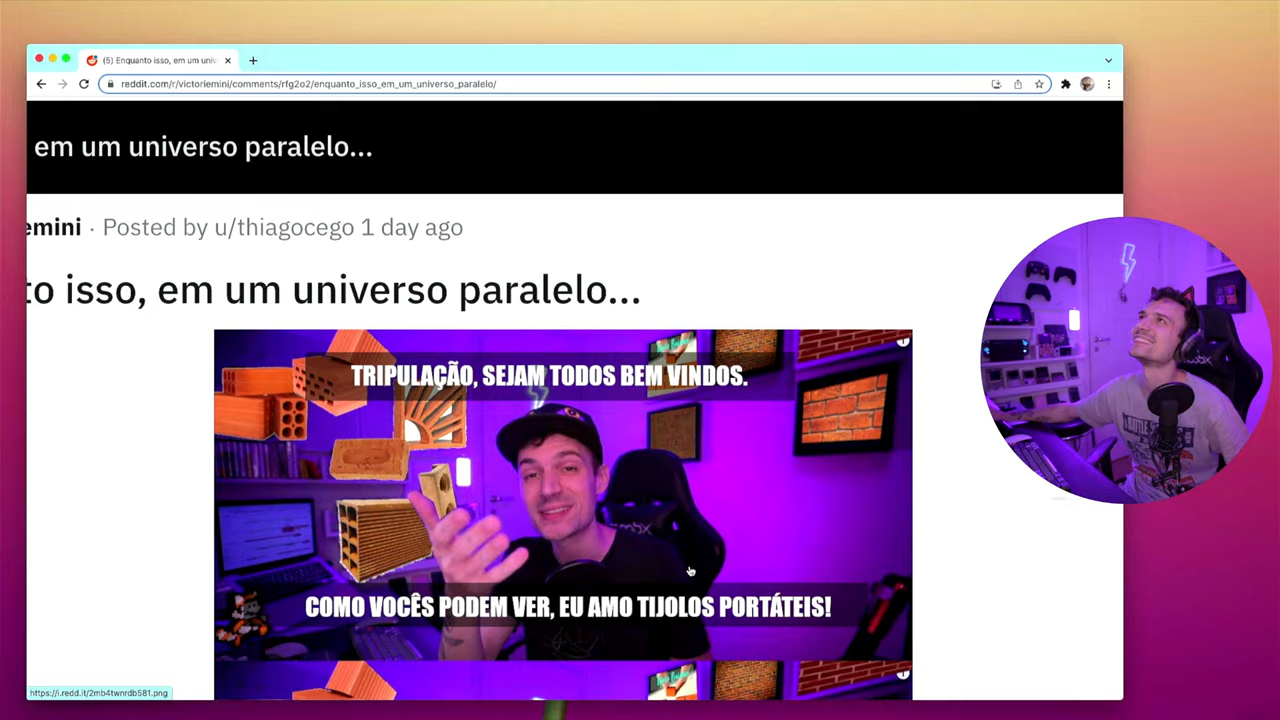 (5) Enquanto isso, em um univ
reddit.com/r/victoriemini/comments/rfg2o2/enquanto_isso_em_um_universo_paralelo/
em um universo paralelo...
emini · Posted by u/thiagocego 1 day ago
to isso, em um universo paralelo...
TRIPULAÇÃO, SEJAM TODOS BEM VINDOS.
COMO VOCÊS PODEM VER, EU AMO TIJOLOS PORTÁTEIS!
https://i.redd.it/2mb4twnrdb581.png